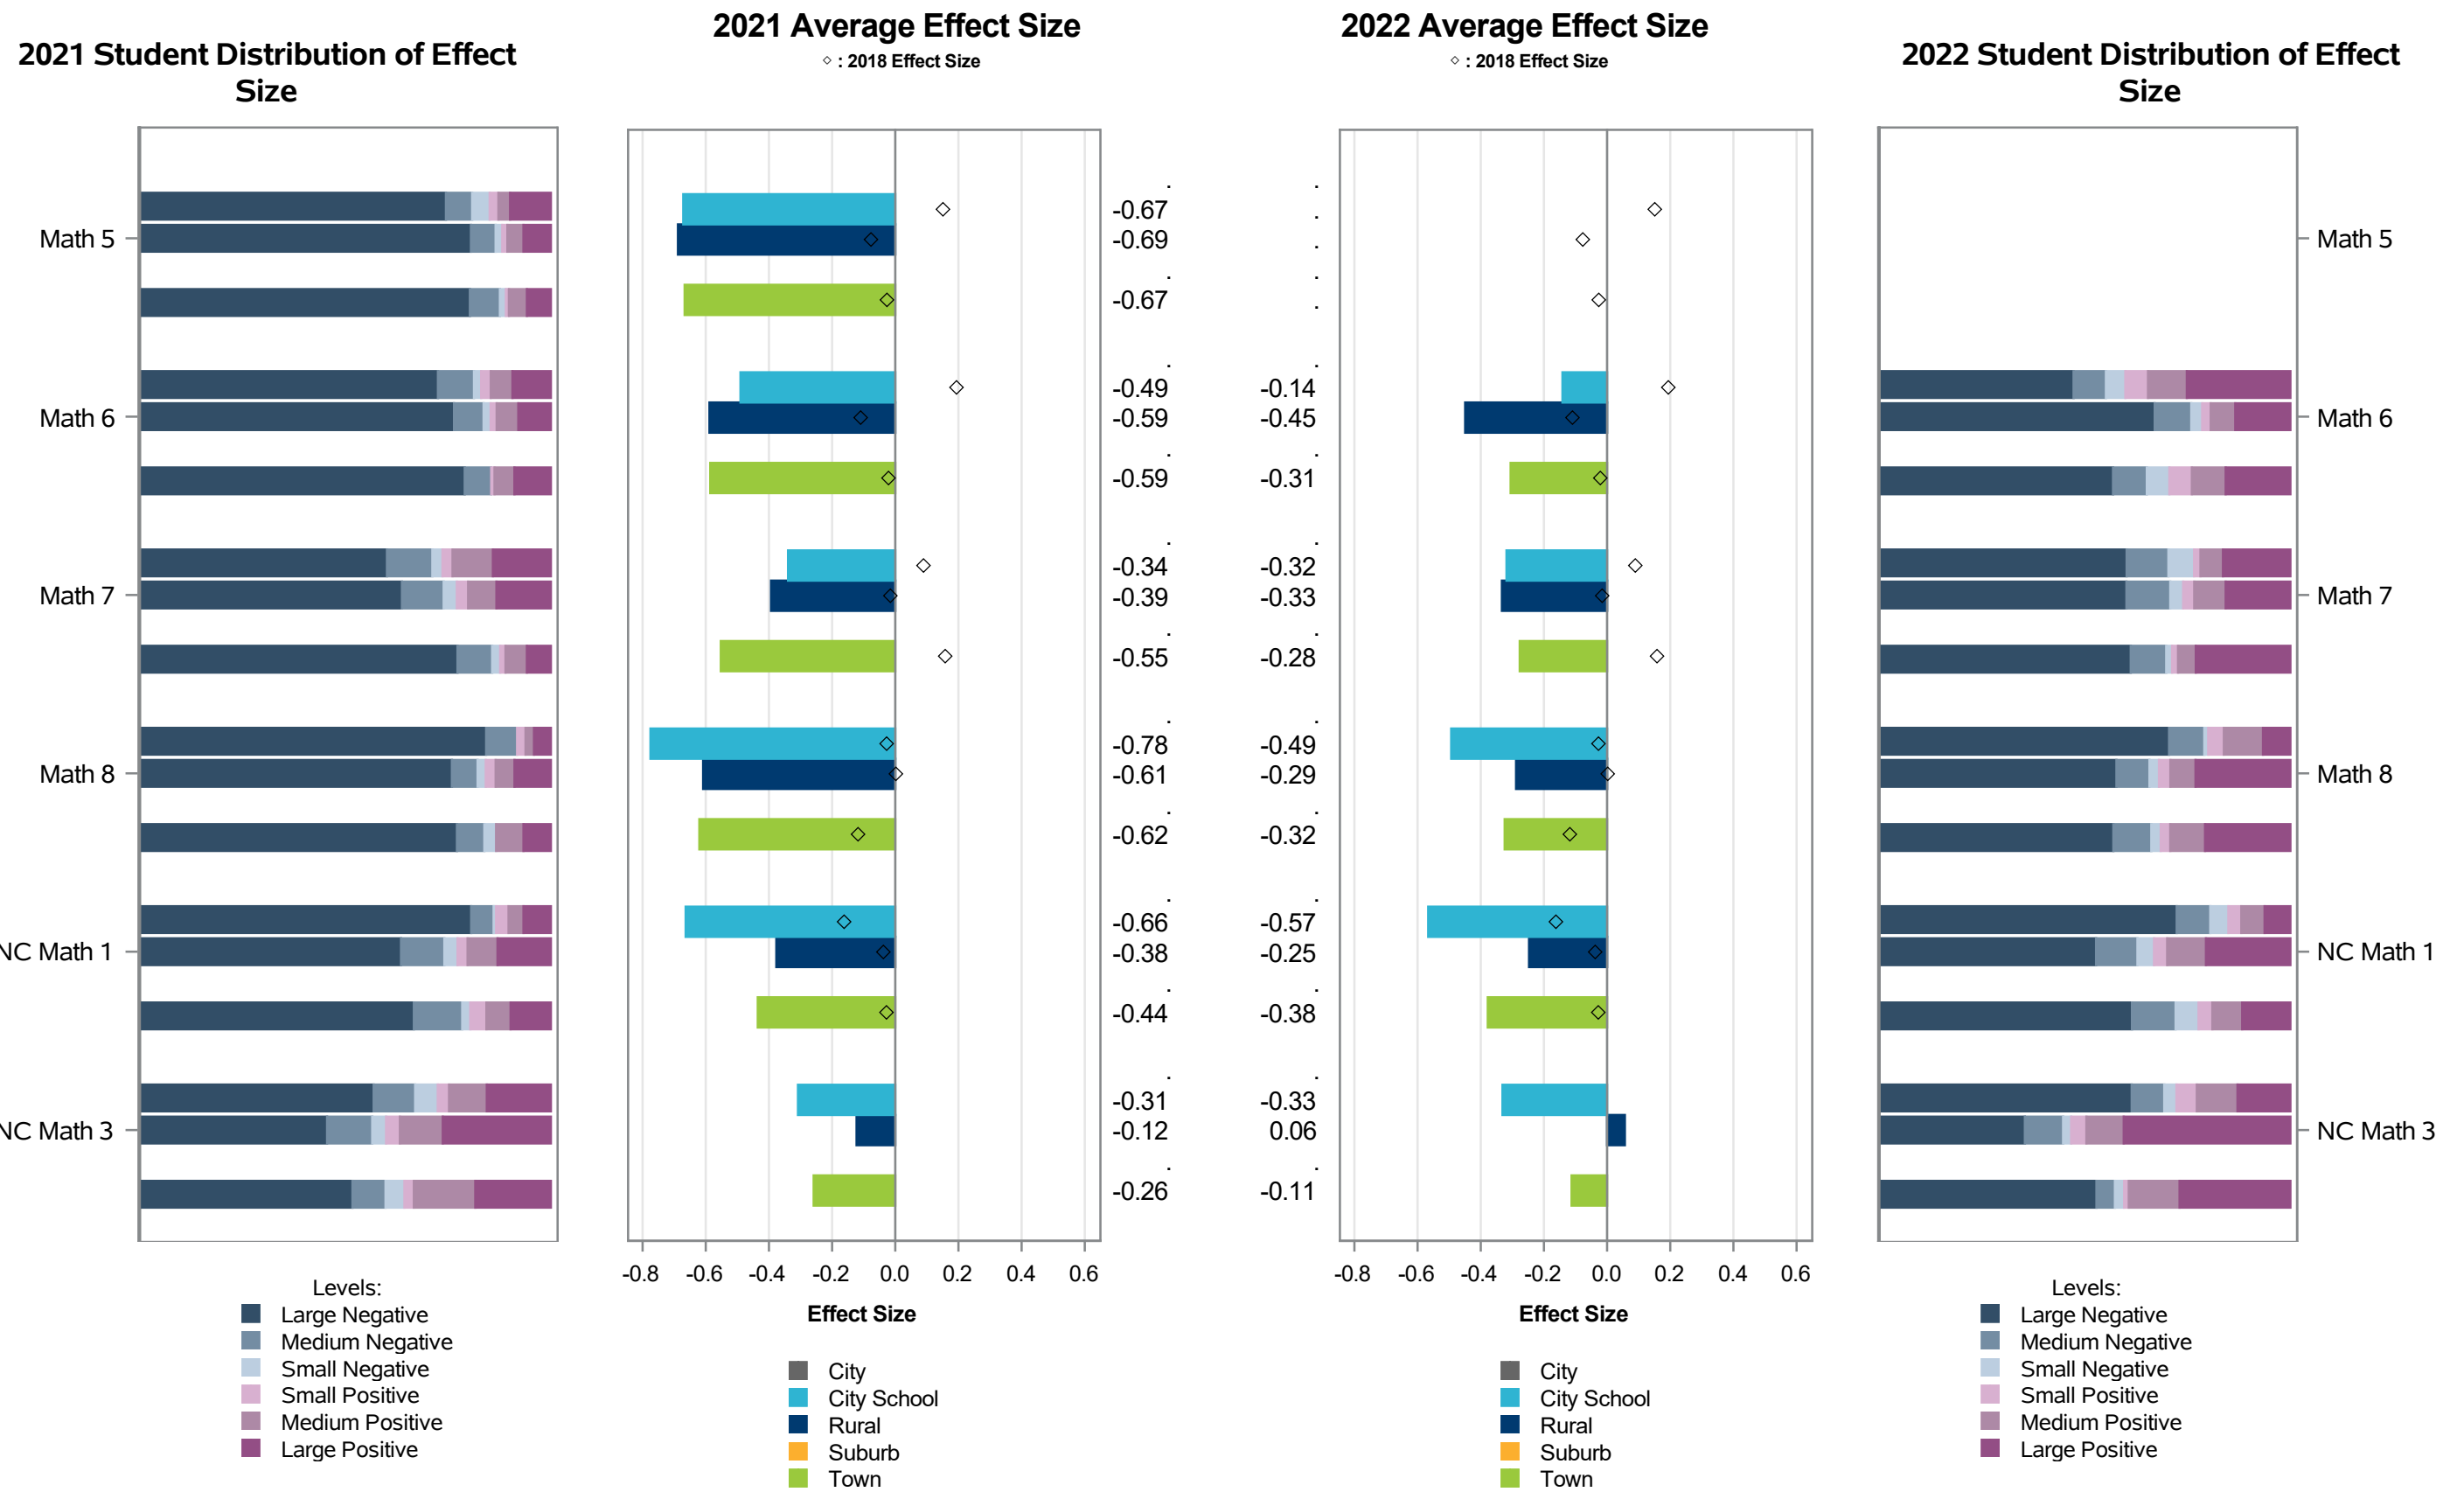 2021 Student Distribution of Effect
Size
2021 Average Effect Size
◇ : 2018 Effect Size
2022 Average Effect Size
◇ : 2018 Effect Size
2022 Student Distribution of Effect
Size
Math 5
.
-0.67
-0.69
.
-0.67
.
.
.
.
.
Math 5
Math 6
.
-0.49
-0.59
.
-0.59
.
-0.14
-0.45
.
-0.31
Math 6
Math 7
.
-0.34
-0.39
.
-0.55
.
-0.32
-0.33
.
-0.28
Math 7
Math 8
.
-0.78
-0.61
.
-0.62
.
-0.49
-0.29
.
-0.32
Math 8
NC Math 1
.
-0.66
-0.38
.
-0.44
.
-0.57
-0.25
.
-0.38
NC Math 1
NC Math 3
.
-0.31
-0.12
.
-0.26
.
-0.33
0.06
.
-0.11
NC Math 3
-0.8 -0.6 -0.4 -0.2 0.0 0.2 0.4 0.6
Effect Size
-0.8 -0.6 -0.4 -0.2 0.0 0.2 0.4 0.6
Effect Size
Levels:
Large Negative
Medium Negative
Small Negative
Small Positive
Medium Positive
Large Positive
City
City School
Rural
Suburb
Town
City
City School
Rural
Suburb
Town
Levels:
Large Negative
Medium Negative
Small Negative
Small Positive
Medium Positive
Large Positive